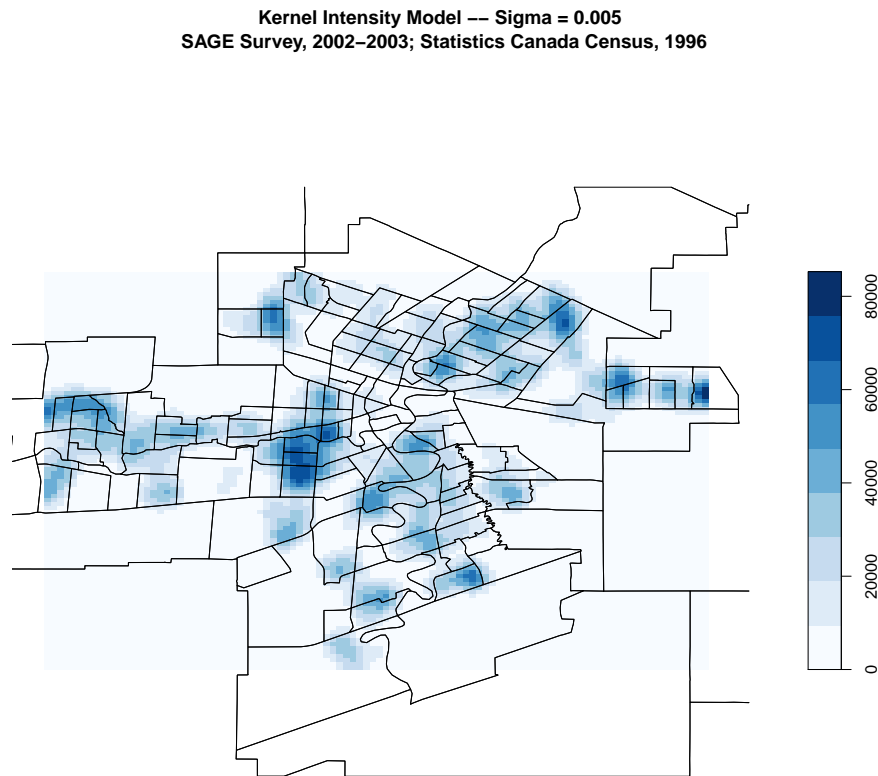 Kernel Intensity Model −− Sigma = 0.005
SAGE Survey, 2002−2003; Statistics Canada Census, 1996
80000
60000
40000
20000
0